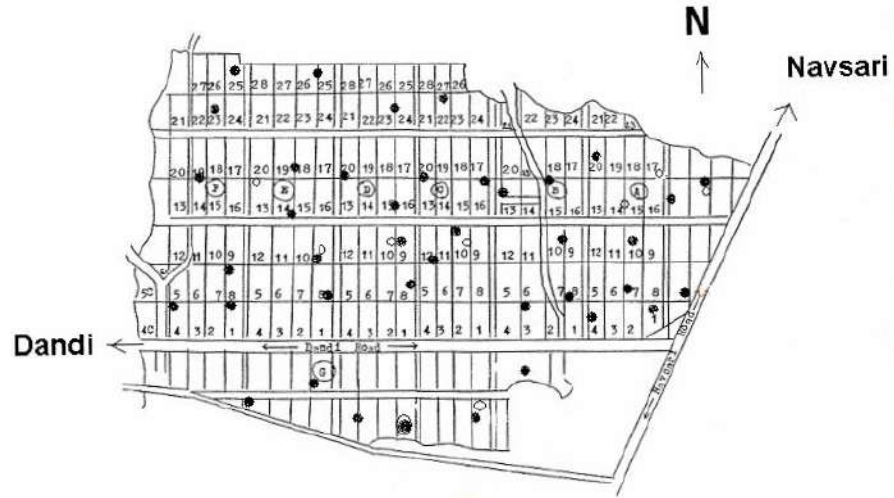 N
Navsari
27 26 25 28 27 26 25 28 27 26 25 28 27 26
21 22 23 24 21 22 23 24 21 22 23 24 21 22 23 24 22 23 24 21 22 23
20 19 18 17 20 19 18 17 20 19 18 17 20 19 18 17 20 18 17 20 19 18 17
F E D C B A
13 14 15 16 13 14 15 16 13 14 15 16 13 14 15 16 13 14 15 16 13 14 15 16
12 11 10 9 12 11 10 9 12 11 10 9 12 11 10 9 12 11 10 9 12 11 10 9
5C 5 6 7 8 5 6 7 8 5 6 7 8 5 6 7 8 5 6 7 8 5 6 7 8
4C 4 3 2 1 4 3 2 1 4 3 2 1 4 3 2 1 4 3 2 1 4 3 2 1
Dandi
Dandi Road
G
Navsari Road